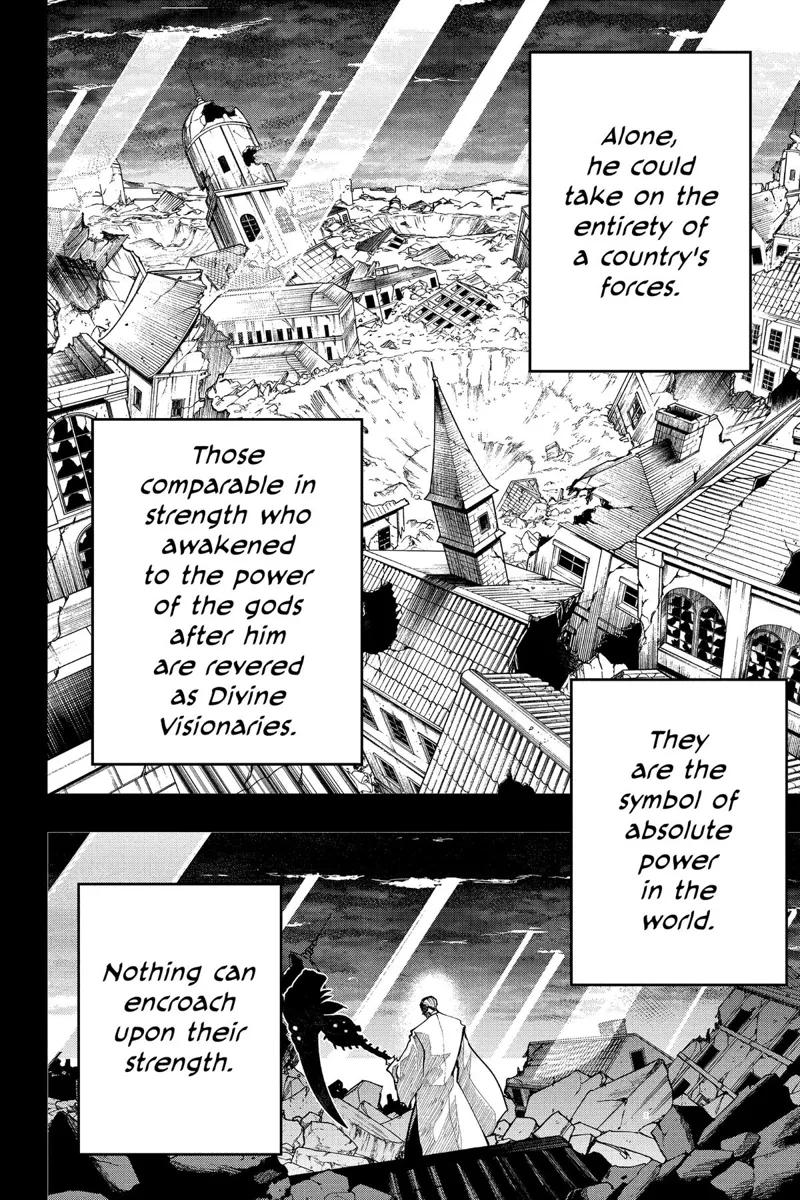 Alone,
he could
take on the
entirety of
a country's
forces.
Those
comparable in
strength who
awakened
to the power
of the gods
after him
are revered
as Divine
Visionaries.
They
are the
symbol of
absolute
power
in the
world.
Nothing can
encroach
upon their
strength.